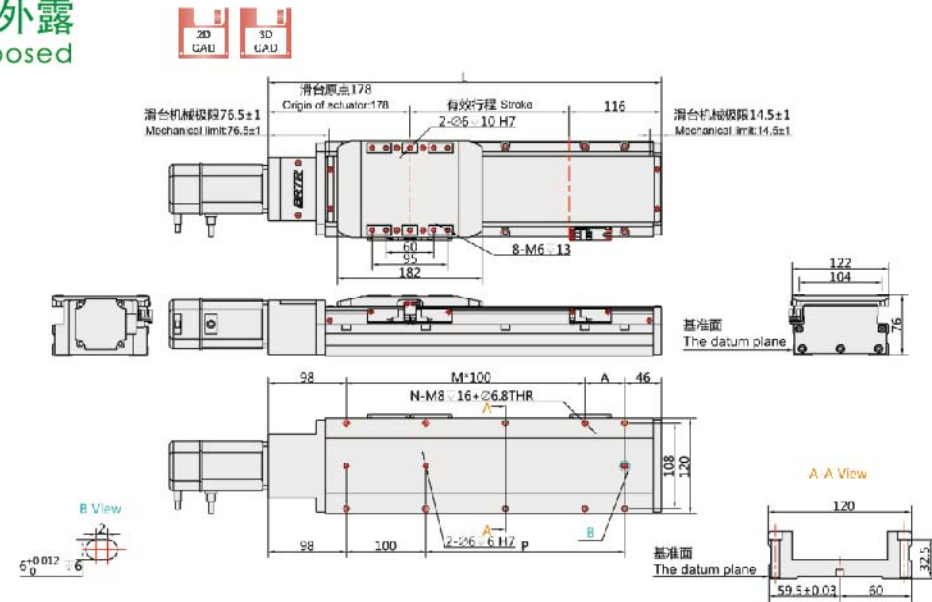 外露
posed
2D
CAD
3D
CAD
L
滑台原点178
Origin of actuator:178
有效行程 Stroke
116
滑台机械极限76.5±1
Mechanical limit:76.5±1
滑台机械极限14.5±1
Mechanical limit:14.5±1
2-∅6▽10 H7
60
95
182
8-M6▽13
122
104
76
基准面
The datum plane
98
M*100
A
46
N-M8▽16+∅6.8THR
A
108
120
A
B
98
100
2-∅6▽6 H7
P
B View
2
6+0.012 0 ▽6
A-A View
120
32.5
基准面
The datum plane
59.5±0.03
60